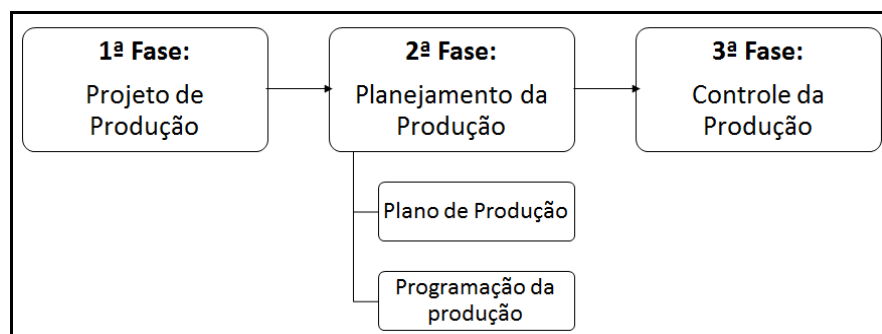 1ª Fase:
Projeto de
Produção
2ª Fase:
Planejamento da
Produção
Plano de Produção
Programação da
produção
3ª Fase:
Controle da
Produção